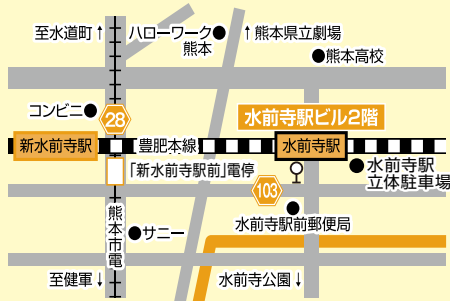 至水道町↑
ハローワーク●
熊本
↑熊本県立劇場
●熊本高校
コンビニ●
28
水前寺駅ビル2階
新水前寺駅
豊肥本線
水前寺駅
「新水前寺駅前」電停
●水前寺駅
立体駐車場
103
水前寺駅前郵便局
熊本市電
●サニー
至健軍↓
水前寺公園↓